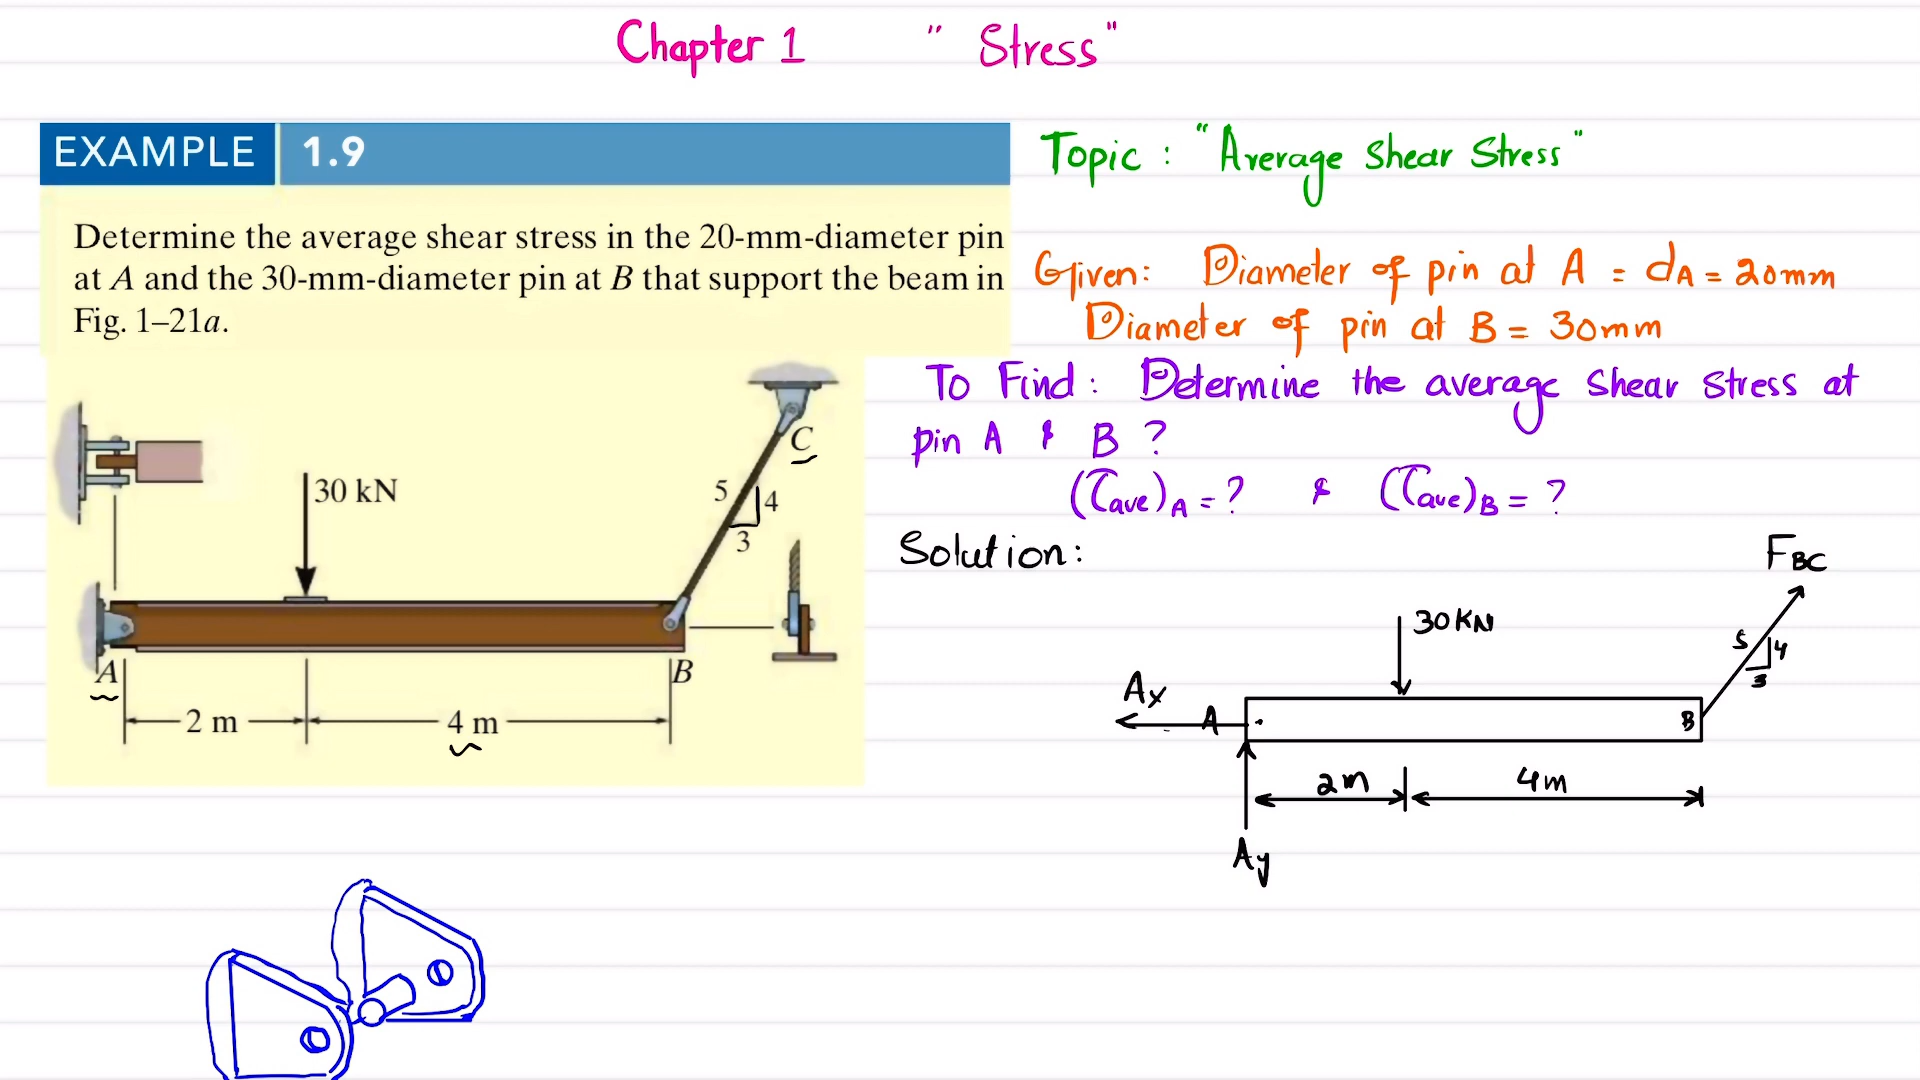 Chapter 1 " Stress"
EXAMPLE 1.9
Determine the average shear stress in the 20-mm-diameter pin
at A and the 30-mm-diameter pin at B that support the beam in
Fig. 1–21a.
Topic : "Average Shear Stress"
Given: Diameter of pin at A = dA = 20mm
Diameter of pin at B = 30mm
To Find: Determine the average shear stress at
pin A & B ?
(τave)A = ? & (τave)B = ?
Solution:
C
30 kN
5
4
3
A
B
2 m
4 m
FBC
30KN
5
4
3
Ax
A
B
2m
4m
Ay